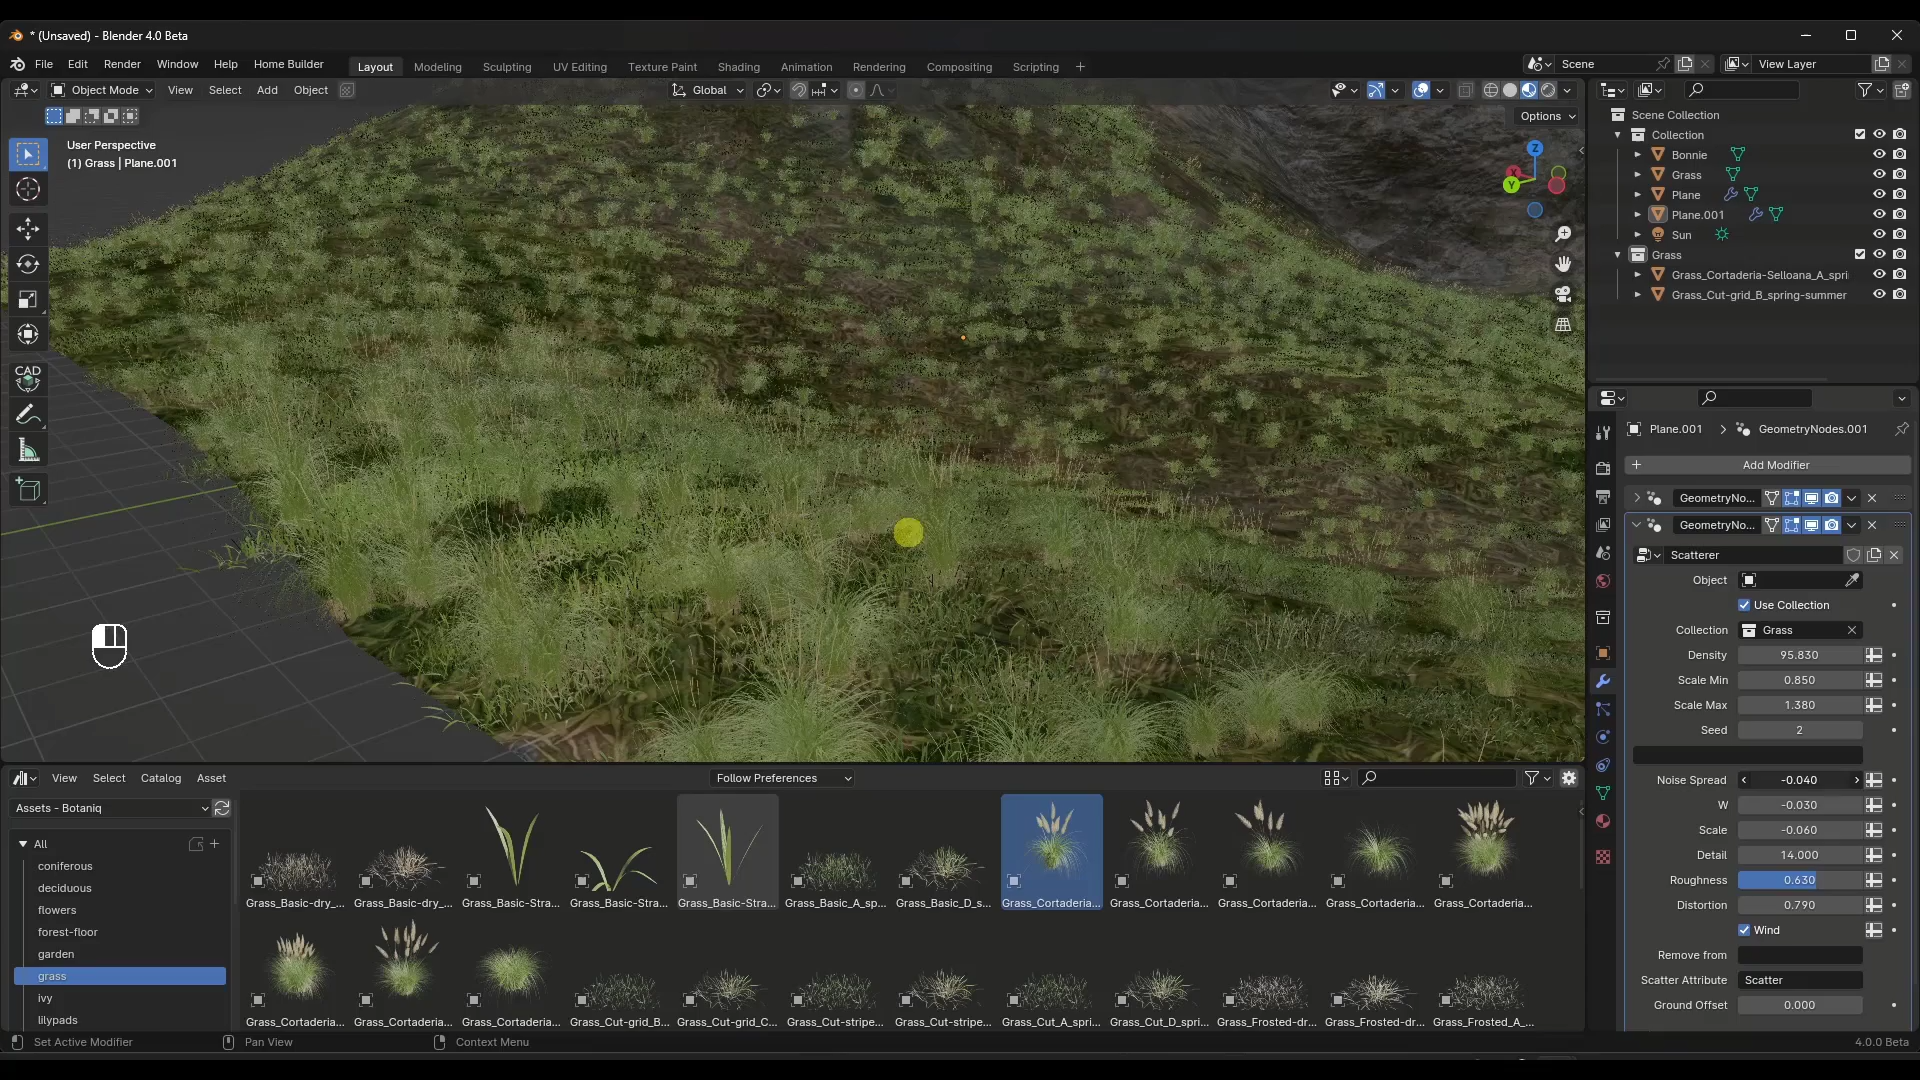 * (Unsaved) - Blender 4.0 Beta
File Edit Render Window Help Home Builder
Layout Modeling Sculpting UV Editing Texture Paint Shading Animation Rendering Compositing Scripting +
Scene
View Layer
Object Mode View Select Add Object
Global
Options
User Perspective
(1) Grass | Plane.001
Z
X
Y
CAD
Scene Collection
Collection
Bonnie
Grass
Plane
Plane.001
Sun
Grass
Grass_Cortaderia-Selloana_A_spri
Grass_Cut-grid_B_spring-summer
Plane.001 > GeometryNodes.001
+ Add Modifier
GeometryNo...
GeometryNo...
Scatterer
Object
Use Collection
Collection Grass
Density 95.830
Scale Min 0.850
Scale Max 1.380
Seed 2
Noise Spread -0.040
W -0.030
Scale -0.060
Detail 14.000
Roughness 0.630
Distortion 0.790
Wind
Remove from
Scatter Attribute Scatter
Ground Offset 0.000
View Select Catalog Asset
Follow Preferences
Assets - Botaniq
All
coniferous
deciduous
flowers
forest-floor
garden
grass
ivy
lilypads
Grass_Basic-dry_... Grass_Basic-dry_... Grass_Basic-Stra... Grass_Basic-Stra... Grass_Basic-Stra... Grass_Basic_A_sp... Grass_Basic_D_s... Grass_Cortaderia... Grass_Cortaderia... Grass_Cortaderia... Grass_Cortaderia... Grass_Cortaderia...
Grass_Cortaderia... Grass_Cortaderia... Grass_Cortaderia... Grass_Cut-grid_B... Grass_Cut-grid_C... Grass_Cut-stripe... Grass_Cut-stripe... Grass_Cut_A_spri... Grass_Cut_D_spri... Grass_Frosted-dr... Grass_Frosted-dr... Grass_Frosted_A_...
Set Active Modifier
Pan View
Context Menu
4.0.0 Beta